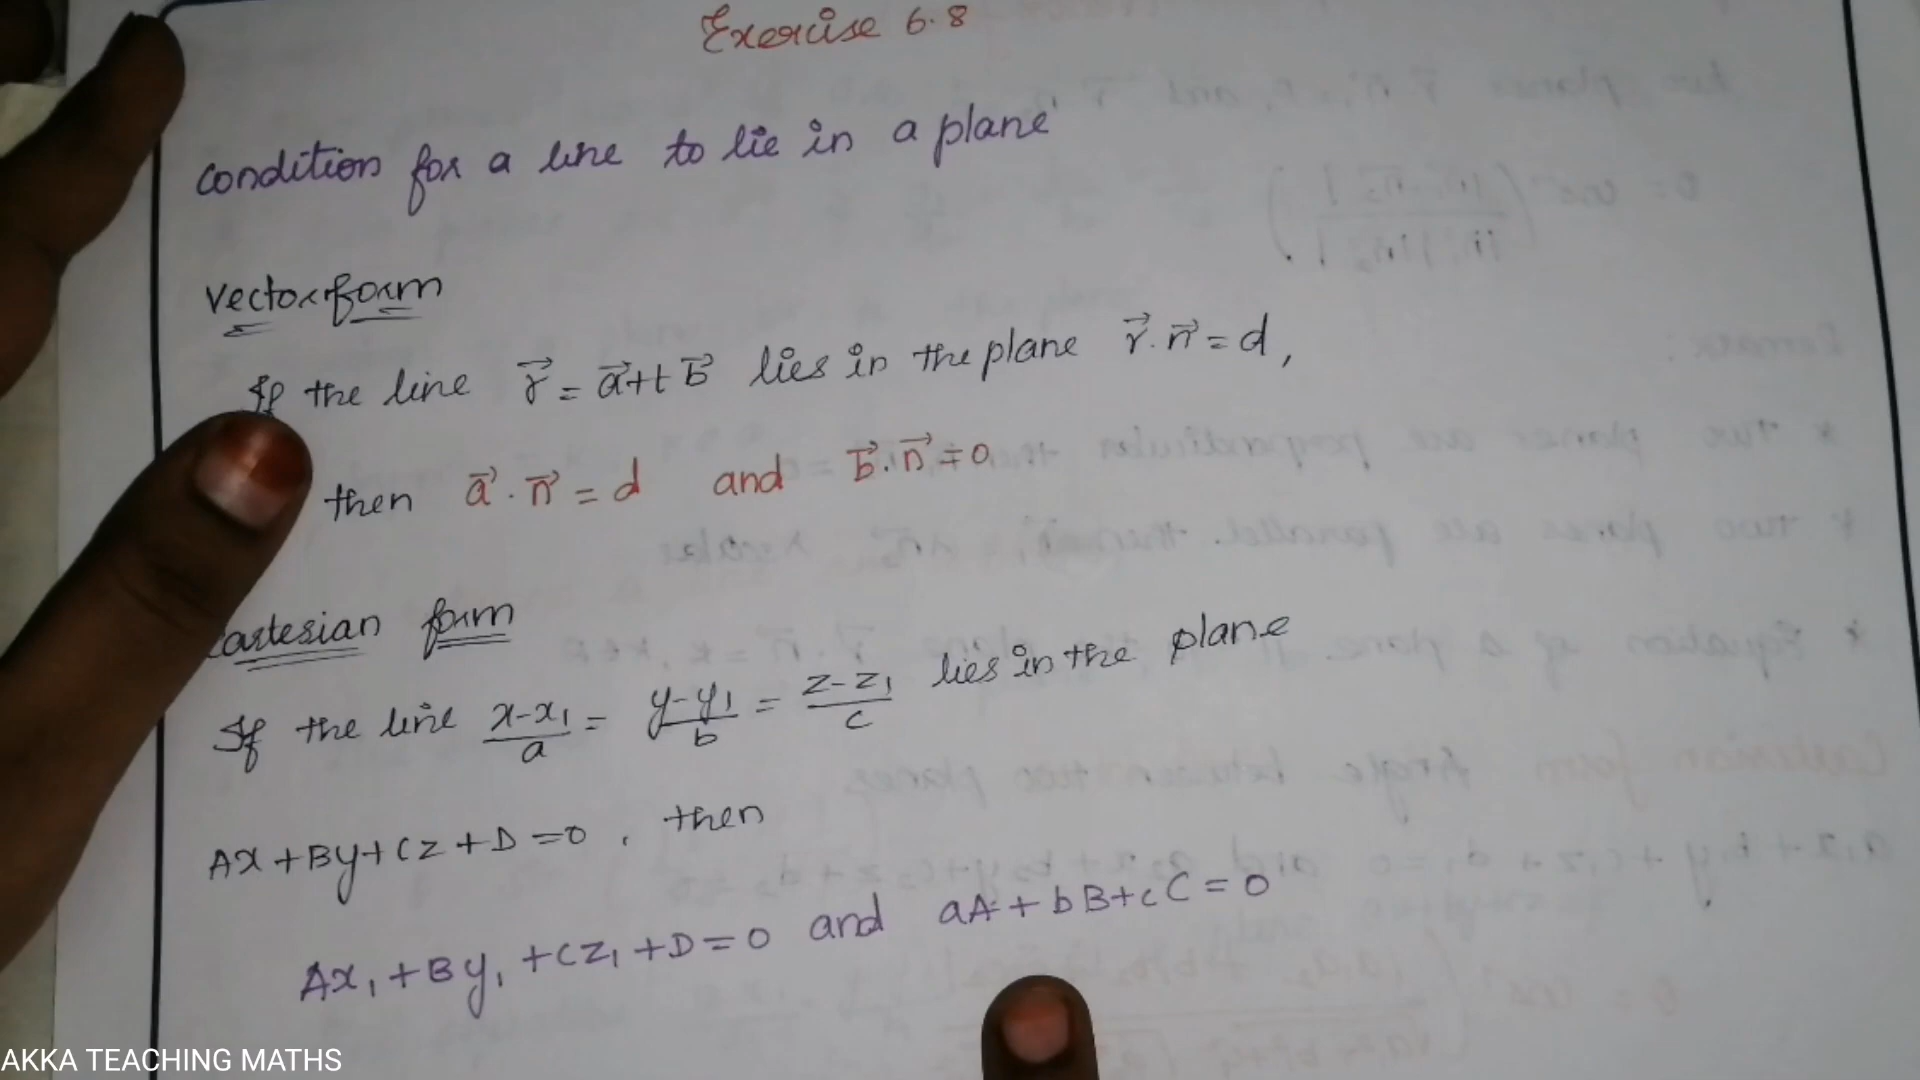 Exercise 6.8
condition for a line to lie in a plane
Vector form
If the line r⃗ = a⃗+t b⃗ lies in the plane r⃗.n⃗=d,
then a⃗.n⃗=d and b⃗.n⃗=0
artesian form
If the line x-x₁/a = y-y₁/b = z-z₁/c lies in the plane
Ax+By+Cz+D=0, then
Ax₁+By₁+Cz₁+D=0 and aA+bB+cC=0
AKKA TEACHING MATHS